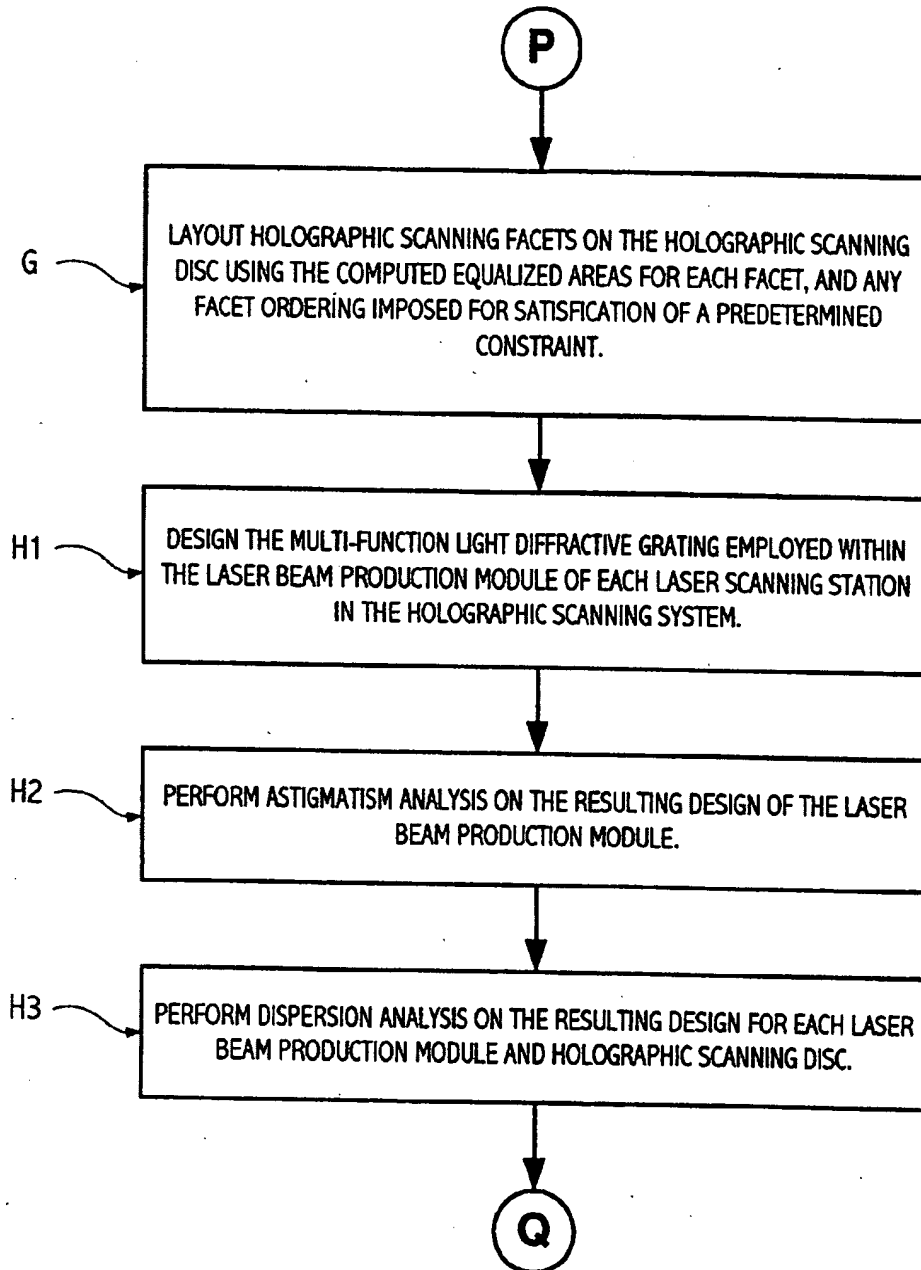 P
G
LAYOUT HOLOGRAPHIC SCANNING FACETS ON THE HOLOGRAPHIC SCANNING
DISC USING THE COMPUTED EQUALIZED AREAS FOR EACH FACET, AND ANY
FACET ORDERING IMPOSED FOR SATISFICATION OF A PREDETERMINED
CONSTRAINT.
H1
DESIGN THE MULTI-FUNCTION LIGHT DIFFRACTIVE GRATING EMPLOYED WITHIN
THE LASER BEAM PRODUCTION MODULE OF EACH LASER SCANNING STATION
IN THE HOLOGRAPHIC SCANNING SYSTEM.
H2
PERFORM ASTIGMATISM ANALYSIS ON THE RESULTING DESIGN OF THE LASER
BEAM PRODUCTION MODULE.
H3
PERFORM DISPERSION ANALYSIS ON THE RESULTING DESIGN FOR EACH LASER
BEAM PRODUCTION MODULE AND HOLOGRAPHIC SCANNING DISC.
Q